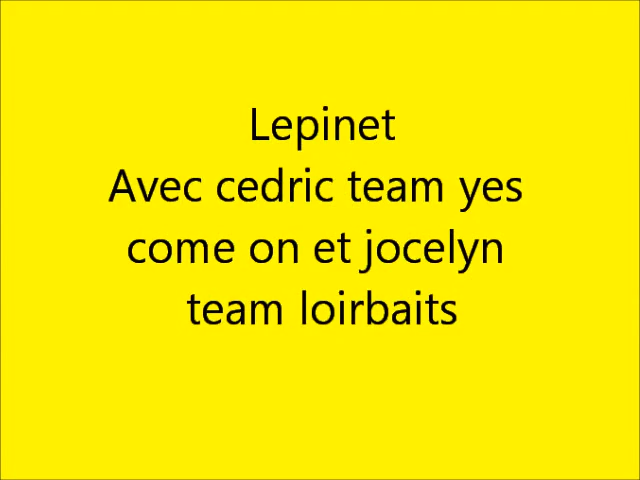 Lepinet
Avec cedric team yes
come on et jocelyn
team loirbaits